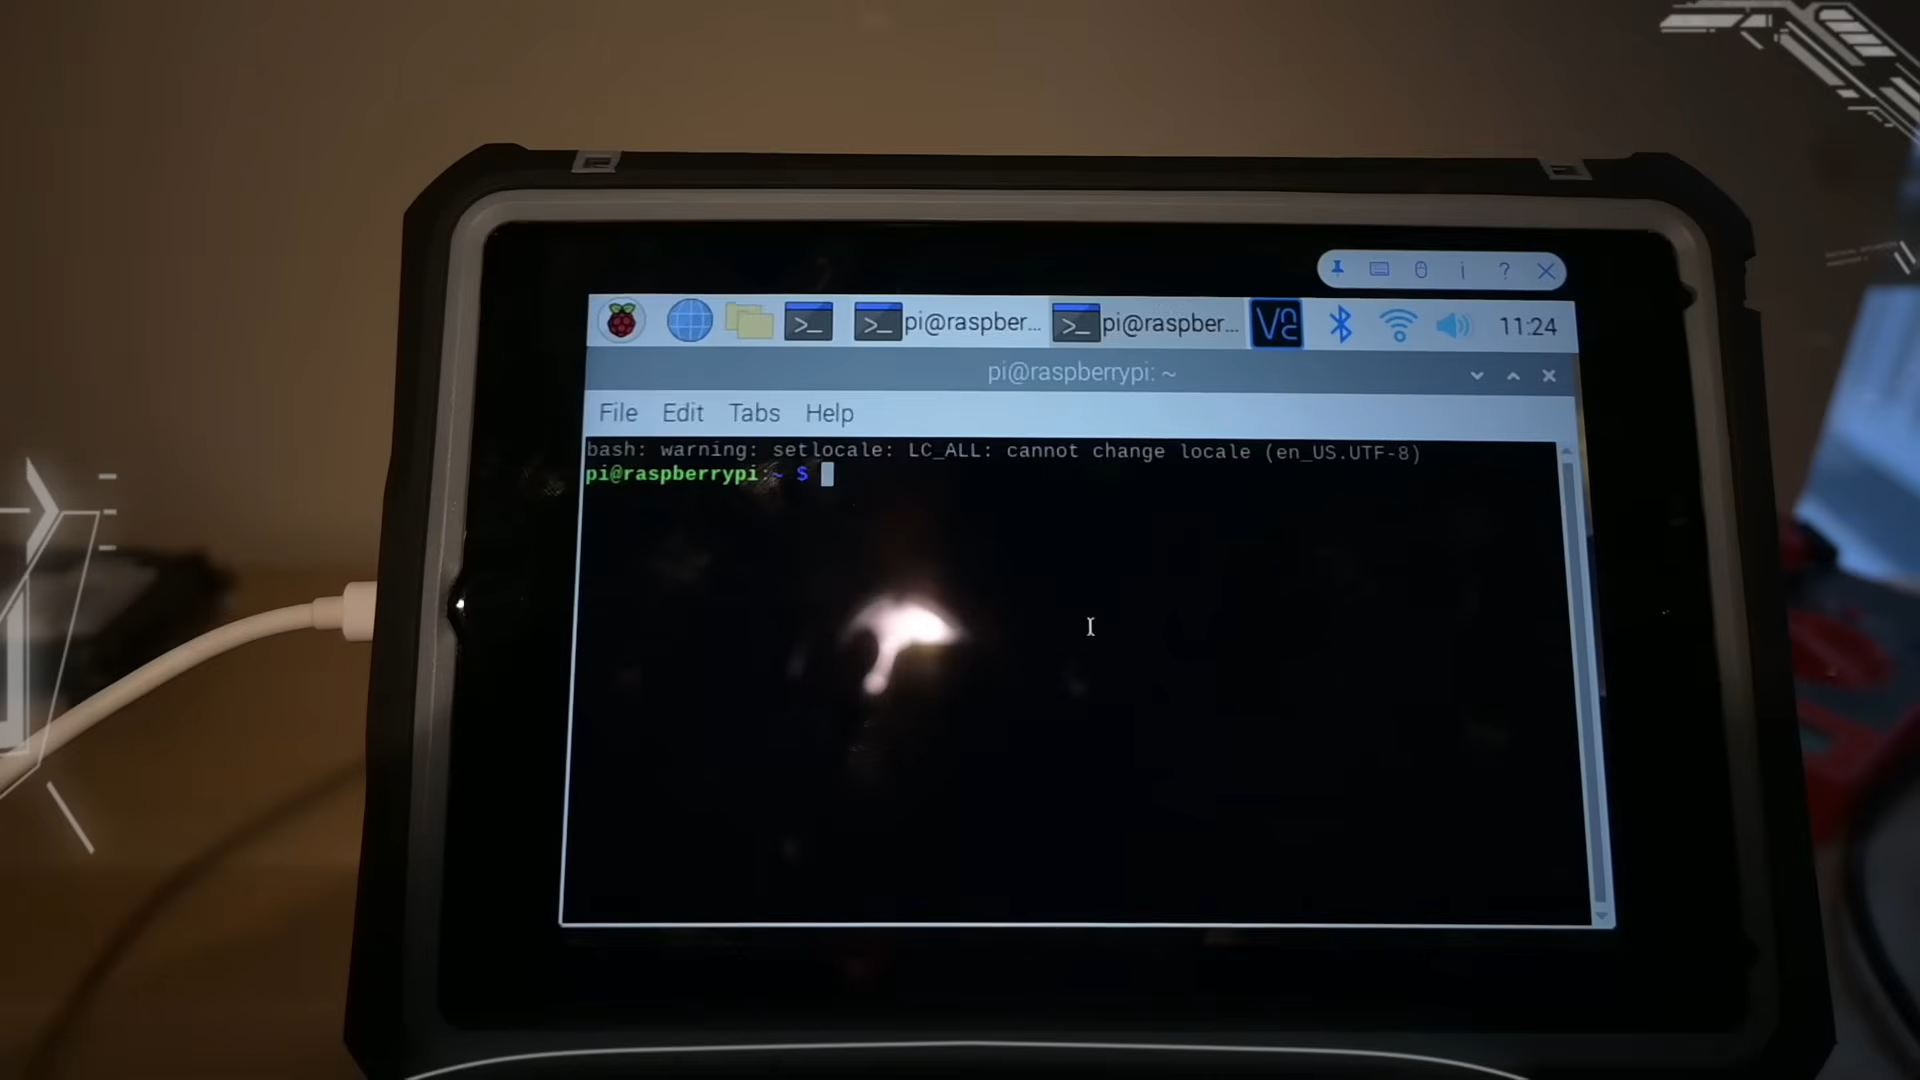 pi@raspber...
pi@raspber...
VNC
11:24
pi@raspberrypi: ~
File Edit Tabs Help
bash: warning: setlocale: LC_ALL: cannot change locale (en_US.UTF-8)
pi@raspberrypi:~ $